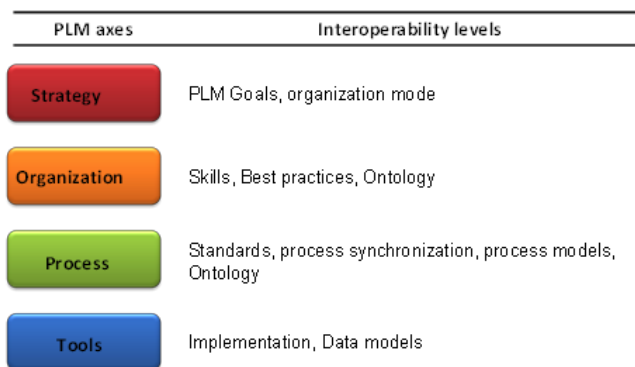 PLM axes Interoperability levels
Strategy PLM Goals, organization mode
Organization Skills, Best practices, Ontology
Process Standards, process synchronization, process models,
Ontology
Tools Implementation, Data models